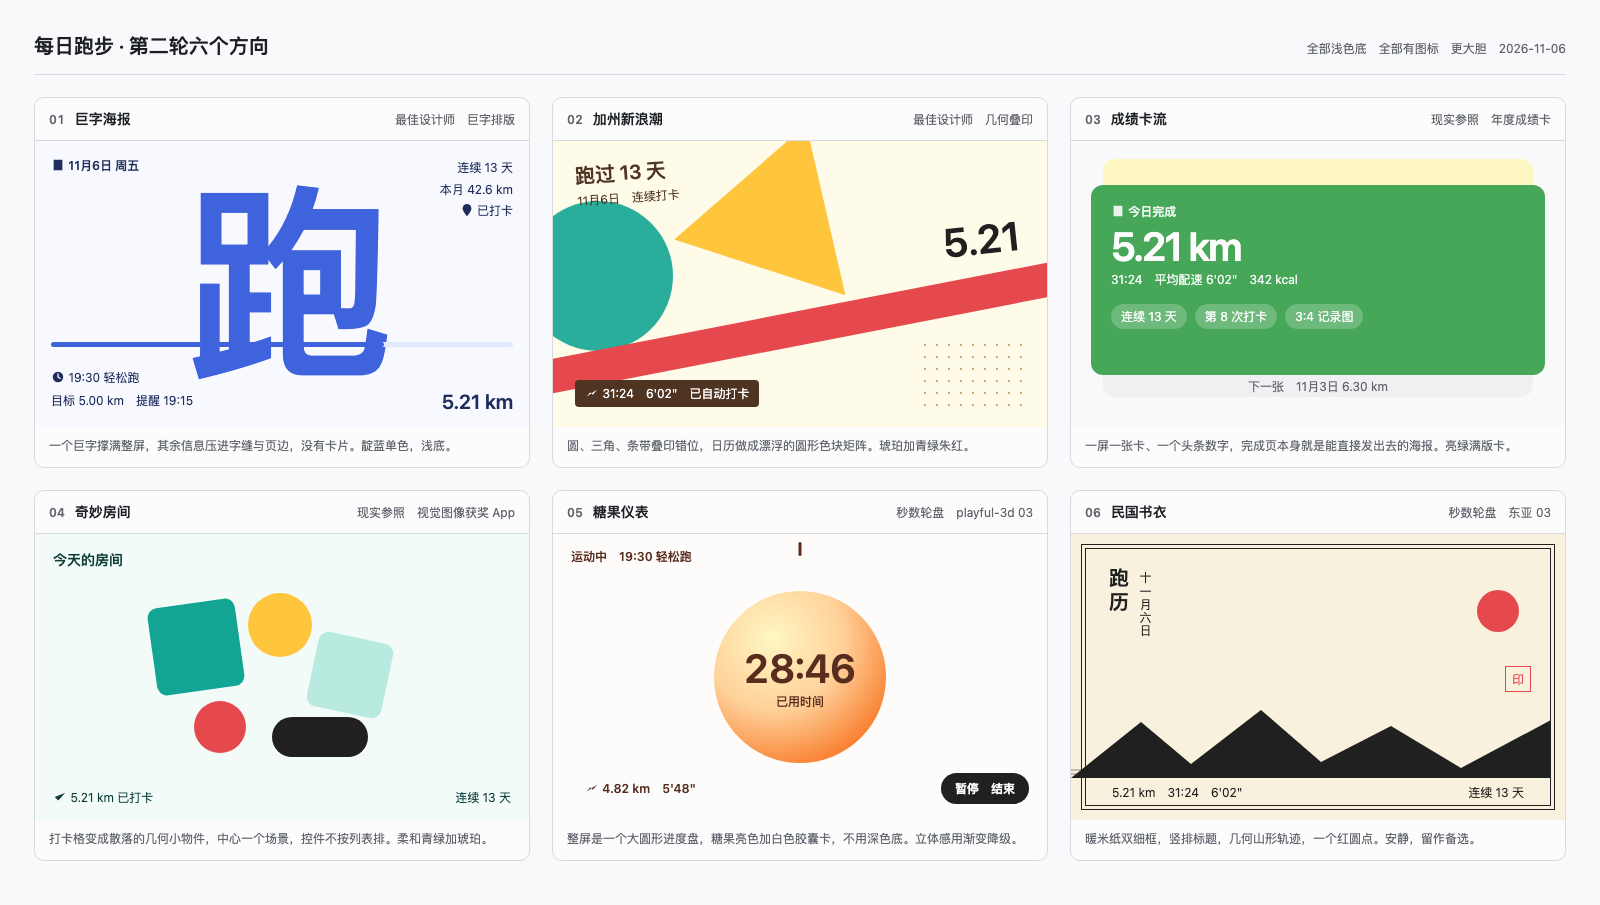 每日跑步 · 第二轮六个方向
全部浅色底 全部有图标 更大胆 2026-11-06
01 巨字海报 最佳设计师 巨字排版
11月6日 周五
连续 13 天
本月 42.6 km
已打卡
跑
19:30 轻松跑
目标 5.00 km 提醒 19:15
5.21 km
一个巨字撑满整屏，其余信息压进字缝与页边，没有卡片。靛蓝单色，浅底。
02 加州新浪潮 最佳设计师 几何叠印
跑过 13 天
11月6日 连续打卡
5.21
31:24 6'02" 已自动打卡
圆、三角、条带叠印错位，日历做成漂浮的圆形色块矩阵。琥珀加青绿朱红。
03 成绩卡流 现实参照 年度成绩卡
今日完成
5.21 km
31:24 平均配速 6'02" 342 kcal
连续 13 天 第 8 次打卡 3:4 记录图
下一张 11月3日 6.30 km
一屏一张卡、一个头条数字，完成页本身就是能直接发出去的海报。亮绿满版卡。
04 奇妙房间 现实参照 视觉图像获奖 App
今天的房间
5.21 km 已打卡
连续 13 天
打卡格变成散落的几何小物件，中心一个场景，控件不按列表排。柔和青绿加琥珀。
05 糖果仪表 秒数轮盘 playful-3d 03
运动中 19:30 轻松跑
28:46
已用时间
4.82 km 5'48"
暂停 结束
整屏是一个大圆形进度盘，糖果亮色加白色胶囊卡，不用深色底。立体感用渐变降级。
06 民国书衣 秒数轮盘 东亚 03
跑历
十一月六日
印
5.21 km 31:24 6'02"
连续 13 天
暖米纸双细框，竖排标题，几何山形轨迹，一个红圆点。安静，留作备选。